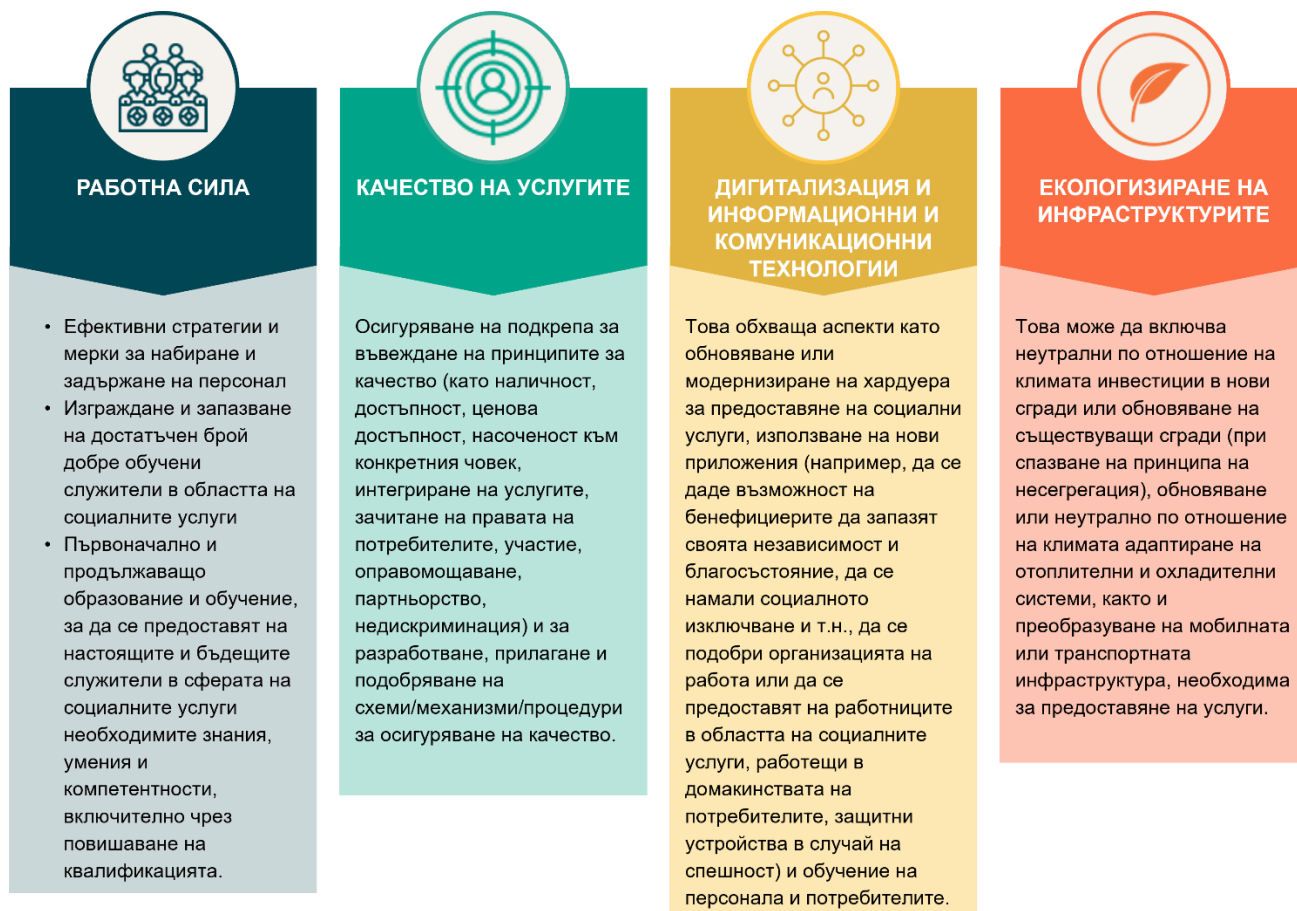 РАБОТНА СИЛА
• Ефективни стратегии и
мерки за набиране и
задържане на персонал
• Изграждане и запазване
на достатъчен брой
добре обучени
служители в областта на
социалните услуги
• Първоначално и
продължаващо
образование и обучение,
за да се предоставят на
настоящите и бъдещите
служители в сферата на
социалните услуги
необходимите знания,
умения и
компетентности,
включително чрез
повишаване на
квалификацията.
КАЧЕСТВО НА УСЛУГИТЕ
Осигуряване на подкрепа за
въвеждане на принципите за
качество (като наличност,
достъпност, ценова
достъпност, насоченост към
конкретния човек,
интегриране на услугите,
зачитане на правата на
потребителите, участие,
оправомощаване,
партньорство,
недискриминация) и за
разработване, прилагане и
подобряване на
схеми/механизми/процедури
за осигуряване на качество.
ДИГИТАЛИЗАЦИЯ И
ИНФОРМАЦИОННИ И
КОМУНИКАЦИОННИ
ТЕХНОЛОГИИ
Това обхваща аспекти като
обновяване или
модернизиране на хардуера
за предоставяне на социални
услуги, използване на нови
приложения (например, да се
даде възможност на
бенефициерите да запазят
своята независимост и
благосъстояние, да се
намали социалното
изключване и т.н., да се
подобри организацията на
работа или да се
предоставят на работниците
в областта на социалните
услуги, работещи в
домакинствата на
потребителите, защитни
устройства в случай на
спешност) и обучение на
персонала и потребителите.
ЕКОЛОГИЗИРАНЕ НА
ИНФРАСТРУКТУРИТЕ
Това може да включва
неутрални по отношение на
климата инвестиции в нови
сгради или обновяване на
съществуващи сгради (при
спазване на принципа на
несегрегация), обновяване
или неутрално по отношение
на климата адаптиране на
отоплителни и охладителни
системи, както и
преобразуване на мобилната
или транспортната
инфраструктура, необходима
за предоставяне на услуги.